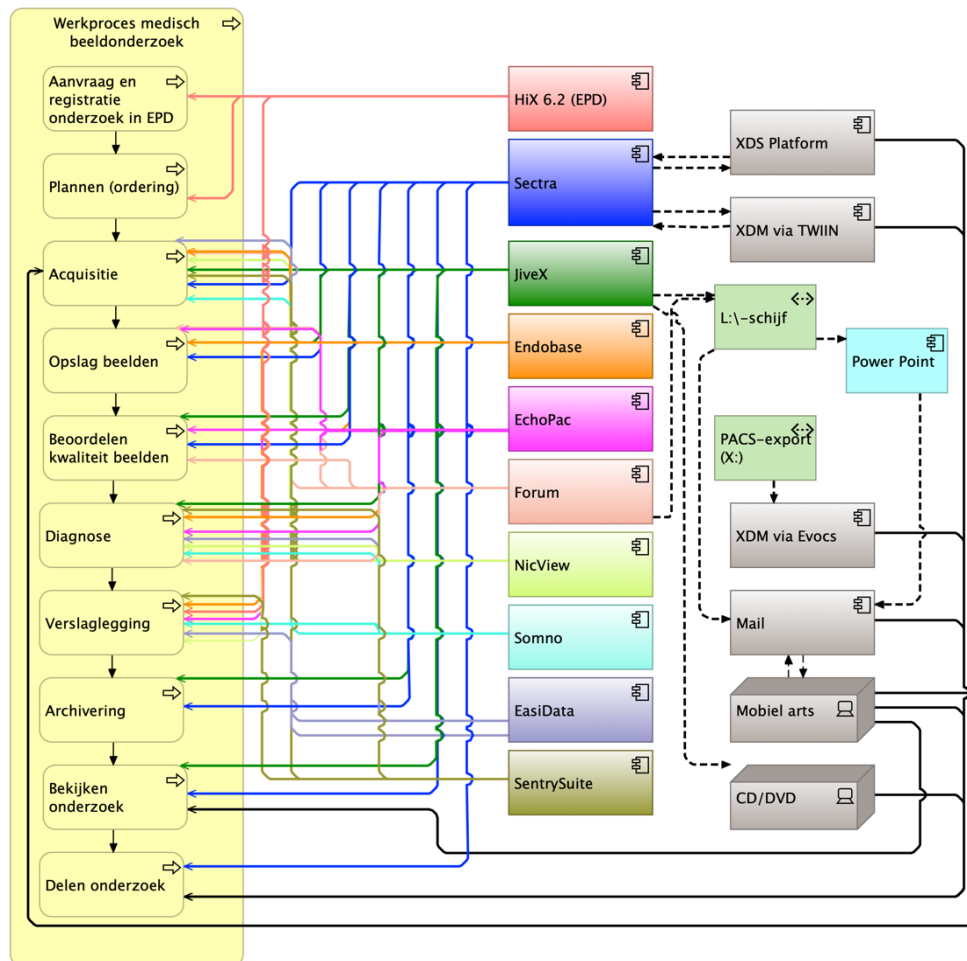 Werkproces medisch
beeldonderzoek
Aanvraag en
registratie
onderzoek in EPD
Plannen (ordering)
Acquisitie
Opslag beelden
Beoordelen
kwaliteit beelden
Diagnose
Verslaglegging
Archivering
Bekijken
onderzoek
Delen onderzoek
HiX 6.2 (EPD)
Sectra
JiveX
Endobase
EchoPac
Forum
NicView
Somno
EasiData
SentrySuite
XDS Platform
XDM via TWIIN
L:\-schijf
Power Point
PACS-export
(X:)
XDM via Evocs
Mail
Mobiel arts
CD/DVD